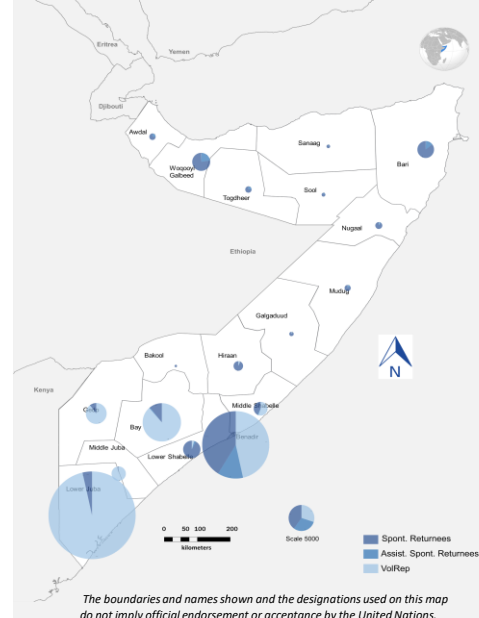 Eritrea
Yemen
Djibouti
Awdal
Sanaag
Woqooyi
Galbeed
Bari
Togdheer
Sool
Nugaal
Ethiopia
Mudug
Galgaduud
N
Bakool
Hiraan
Kenya
Middle Shabelle
Gedo
Bay
Banadir
Middle Juba
Lower Shabelle
Lower Juba
0 50 100 200
kilometers
Scale 5000
Spont. Returnees
Assist. Spont. Returnees
VolRep
The boundaries and names shown and the designations used on this map
do not imply official endorsement or acceptance by the United Nations.